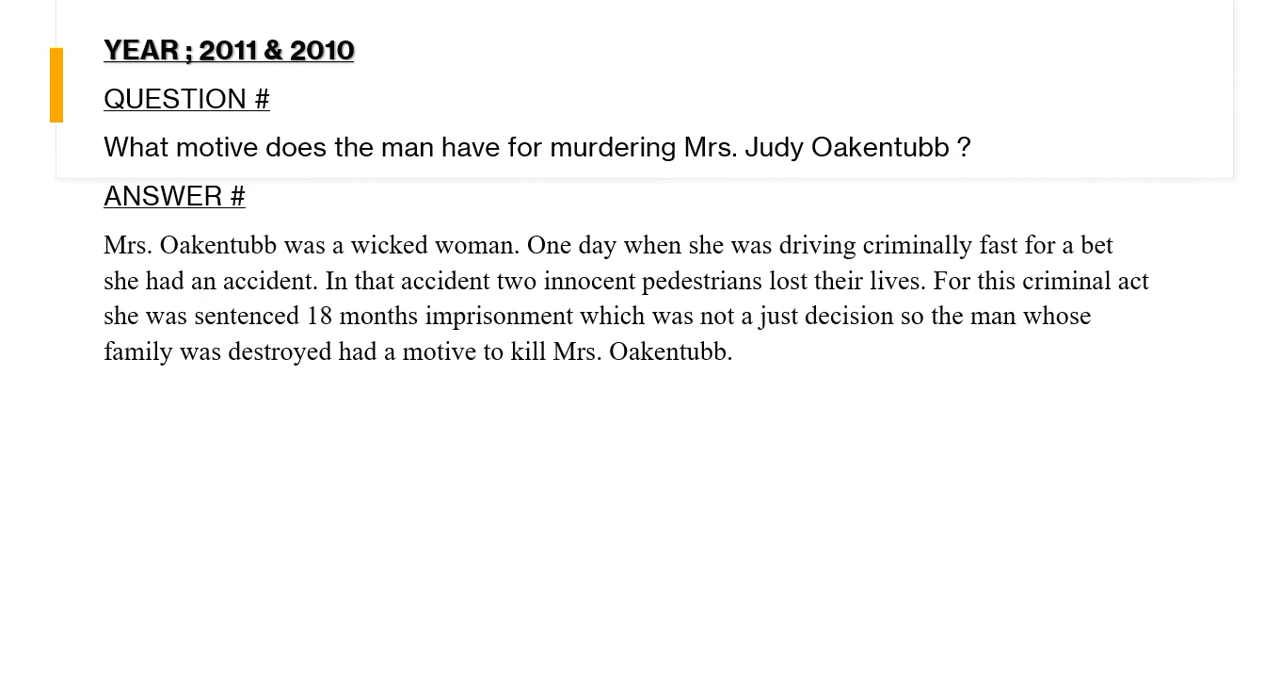 YEAR ; 2011 & 2010
QUESTION #
What motive does the man have for murdering Mrs. Judy Oakentubb ?
ANSWER #
Mrs. Oakentubb was a wicked woman. One day when she was driving criminally fast for a bet
she had an accident. In that accident two innocent pedestrians lost their lives. For this criminal act
she was sentenced 18 months imprisonment which was not a just decision so the man whose
family was destroyed had a motive to kill Mrs. Oakentubb.